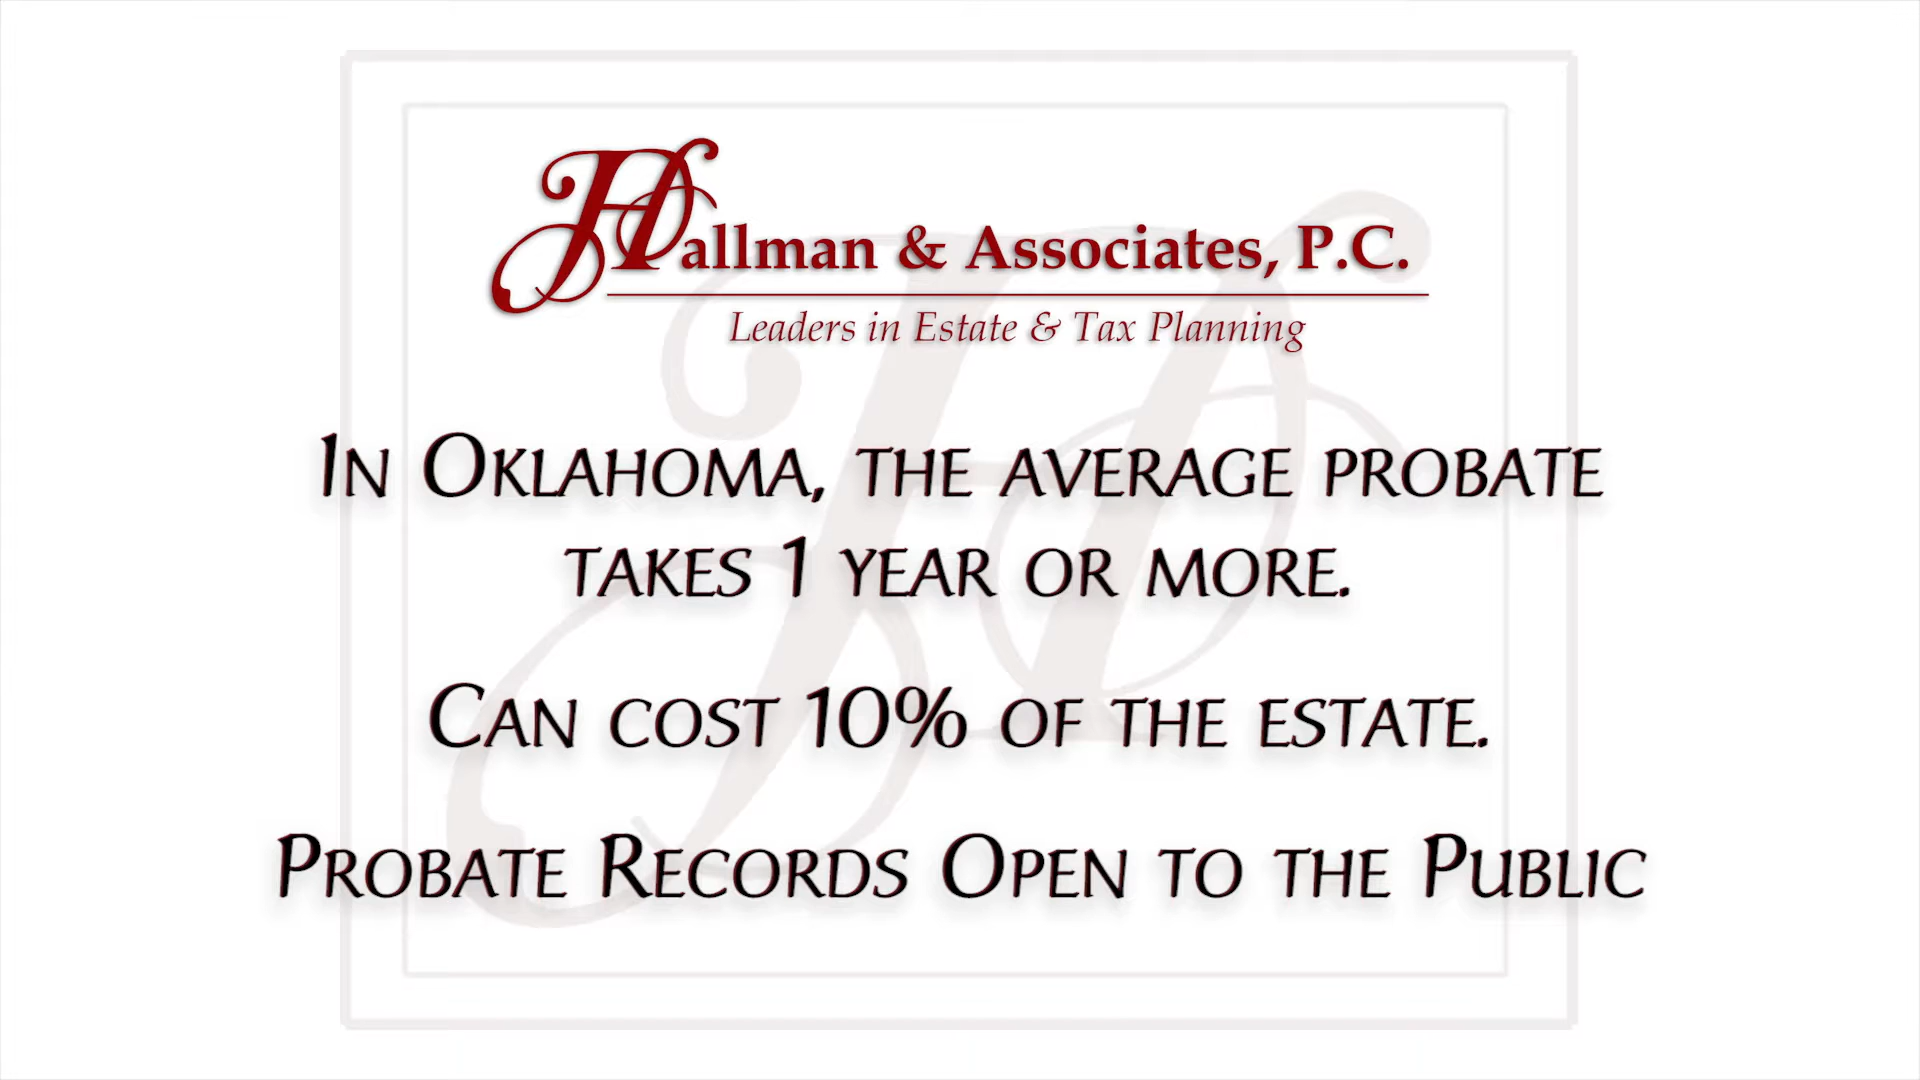 Hallman & Associates, P.C.
Leaders in Estate & Tax Planning
In Oklahoma, the average probate
takes 1 year or more.
Can cost 10% of the estate.
Probate Records Open to the Public